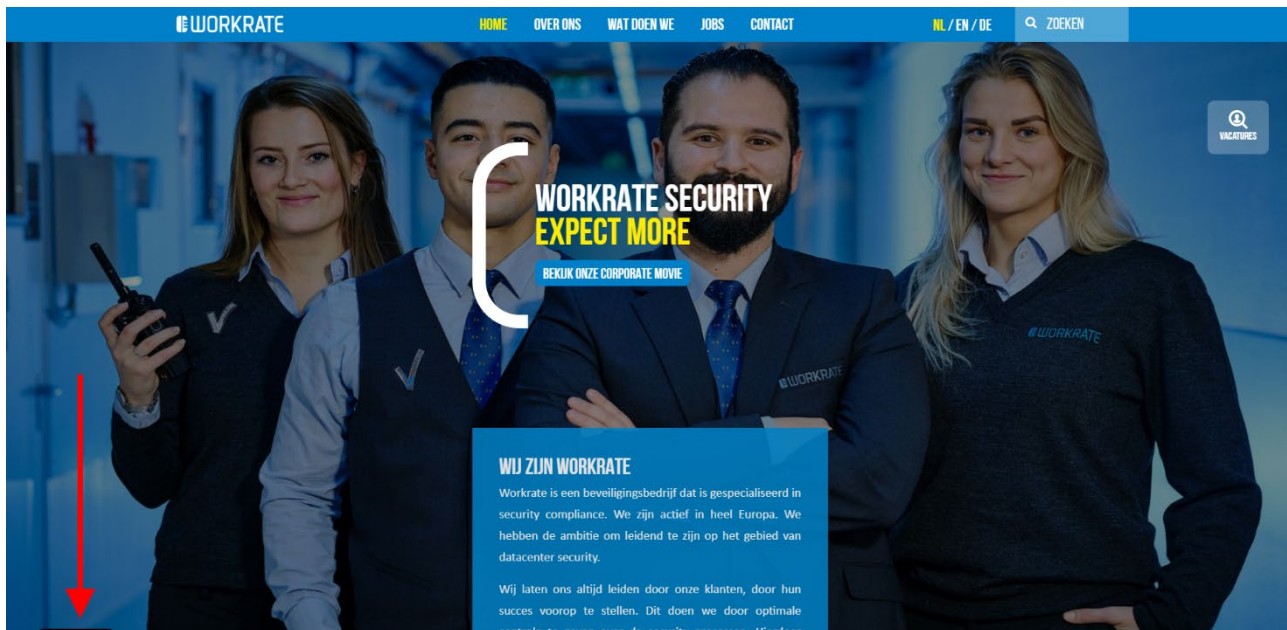 WORKRATE
HOME OVER ONS WAT DOEN WE JOBS CONTACT
NL / EN / DE
ZOEKEN
VACATURES
WORKRATE SECURITY
EXPECT MORE
BEKIJK ONZE CORPORATE MOVIE
WORKRATE
WORKRATE
WIJ ZIJN WORKRATE
Workrate is een beveiligingsbedrijf dat is gespecialiseerd in
security compliance. We zijn actief in heel Europa. We
hebben de ambitie om leidend te zijn op het gebied van
datacenter security.
Wij laten ons altijd leiden door onze klanten, door hun
succes voorop te stellen. Dit doen we door optimale